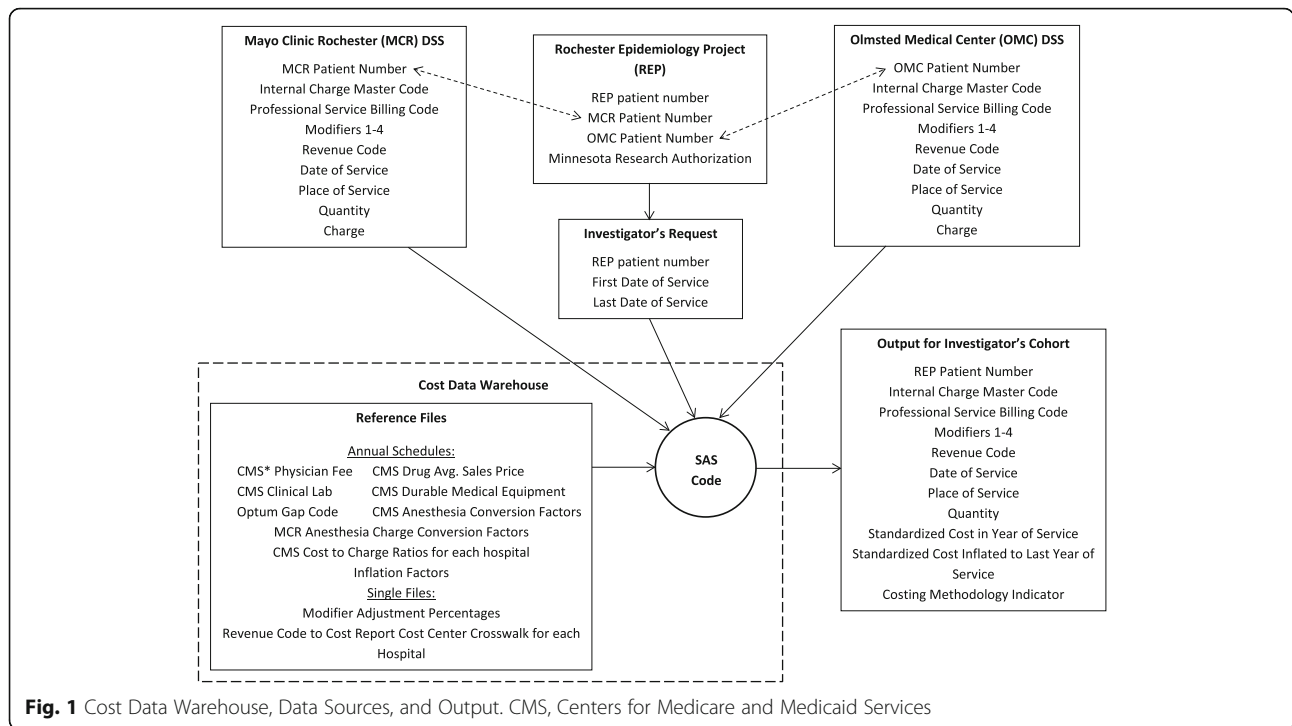 Mayo Clinic Rochester (MCR) DSS
MCR Patient Number
Internal Charge Master Code
Professional Service Billing Code
Modifiers 1-4
Revenue Code
Date of Service
Place of Service
Quantity
Charge
Rochester Epidemiology Project
(REP)
REP patient number
MCR Patient Number
OMC Patient Number
Minnesota Research Authorization
Olmsted Medical Center (OMC) DSS
OMC Patient Number
Internal Charge Master Code
Professional Service Billing Code
Modifiers 1-4
Revenue Code
Date of Service
Place of Service
Quantity
Charge
Investigator's Request
REP patient number
First Date of Service
Last Date of Service
Cost Data Warehouse
Reference Files
Annual Schedules:
CMS* Physician Fee CMS Drug Avg. Sales Price
CMS Clinical Lab CMS Durable Medical Equipment
Optum Gap Code CMS Anesthesia Conversion Factors
MCR Anesthesia Charge Conversion Factors
CMS Cost to Charge Ratios for each hospital
Inflation Factors
Single Files:
Modifier Adjustment Percentages
Revenue Code to Cost Report Cost Center Crosswalk for each
Hospital
SAS
Code
Output for Investigator's Cohort
REP Patient Number
Internal Charge Master Code
Professional Service Billing Code
Modifiers 1-4
Revenue Code
Date of Service
Place of Service
Quantity
Standardized Cost in Year of Service
Standardized Cost Inflated to Last Year of
Service
Costing Methodology Indicator
Fig. 1 Cost Data Warehouse, Data Sources, and Output. CMS, Centers for Medicare and Medicaid Services